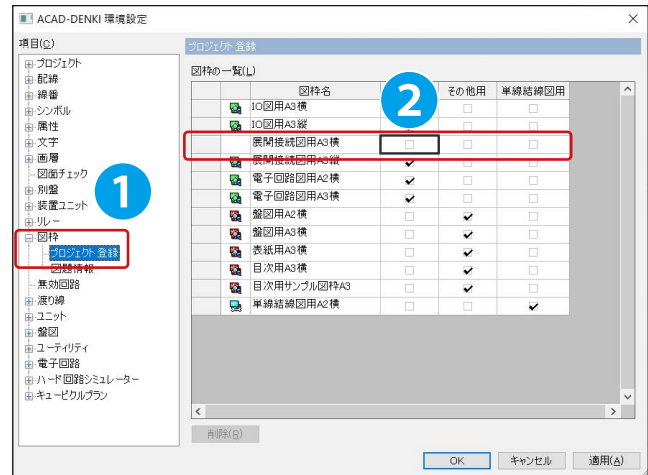 ACAD-DENKI 環境設定
項目(C)
プロジェクト
配線
線番
シンボル
属性
文字
画層
図面チェック
別盤
装置ユニット
リレー
図枠
プロジェクト登録
図題情報
無効回路
渡り線
ユニット
盤図
ユーティリティ
電子回路
ハード回路シミュレーター
キュービクルプラン
1
プロジェクト登録
図枠の一覧(L)
図枠名 その他用 単線結線図用
2
IO図用A3横
IO図用A3縦
展開接続図用A3横
展開接続図用A3縦
電子回路図用A2横
電子回路図用A3横
盤図用A2横
盤図用A3横
表紙用A3横
目次用A3横
目次用サンプル図枠A3
単線結線図用A2横
削除(R)
OK キャンセル 適用(A)